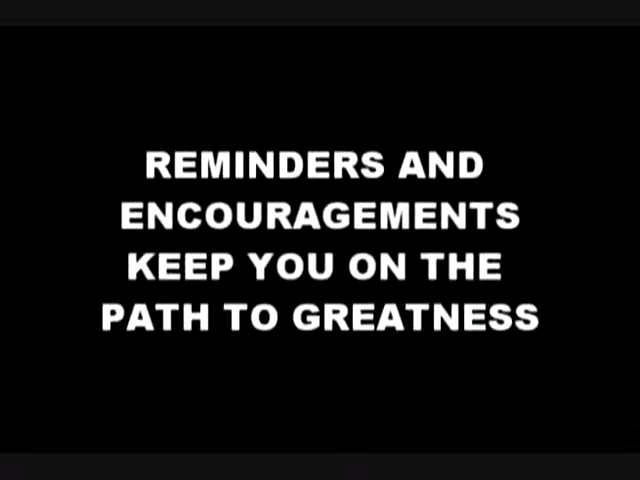 REMINDERS AND
ENCOURAGEMENTS
KEEP YOU ON THE
PATH TO GREATNESS